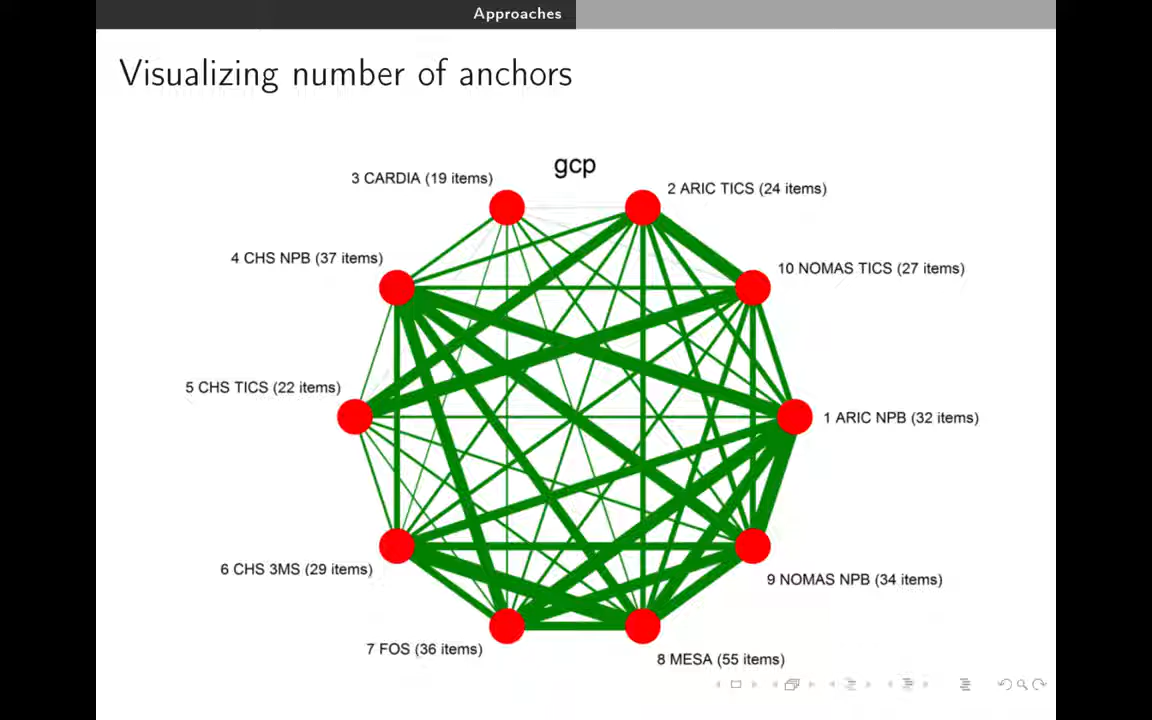 Approaches
Visualizing number of anchors
gcp
3 CARDIA (19 items)
2 ARIC TICS (24 items)
4 CHS NPB (37 items)
10 NOMAS TICS (27 items)
5 CHS TICS (22 items)
1 ARIC NPB (32 items)
6 CHS 3MS (29 items)
9 NOMAS NPB (34 items)
7 FOS (36 items)
8 MESA (55 items)